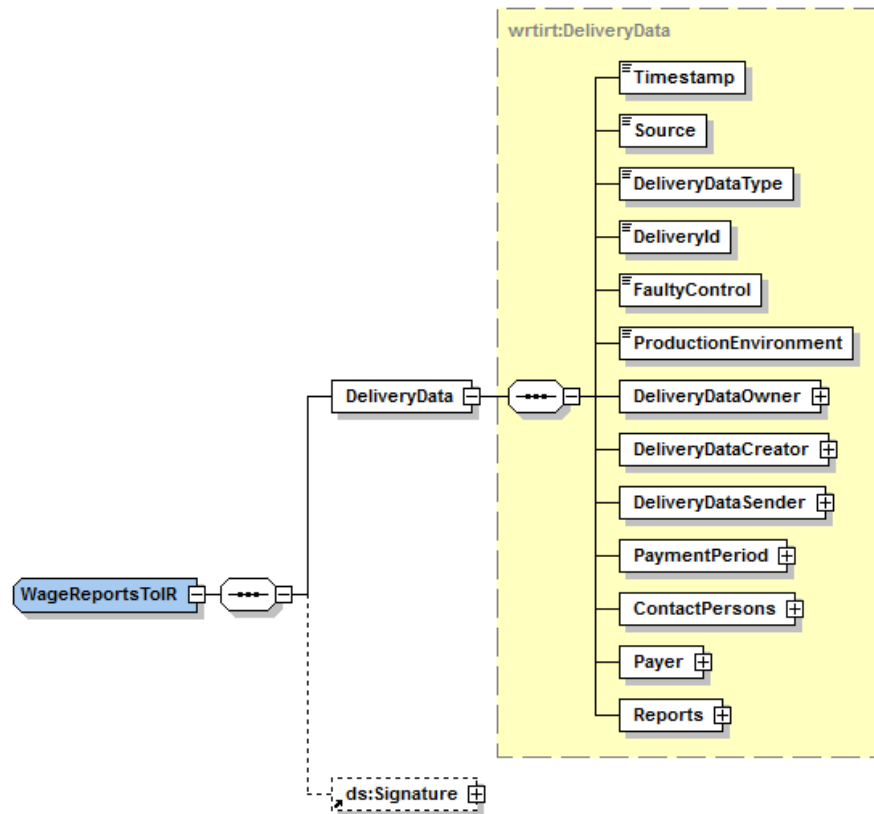 wrtirt:DeliveryData
Timestamp
Source
DeliveryDataType
DeliveryId
FaultyControl
ProductionEnvironment
DeliveryData
DeliveryDataOwner
DeliveryDataCreator
DeliveryDataSender
PaymentPeriod
WageReportsToIR
ContactPersons
Payer
Reports
ds:Signature